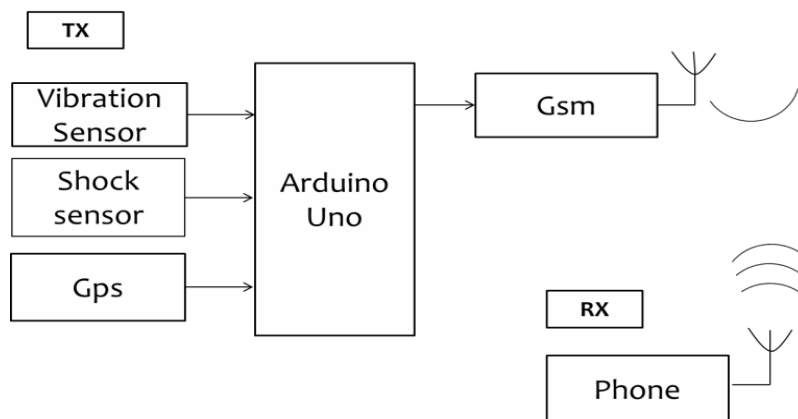 TX
Vibration
Sensor
Shock
sensor
Gps
Arduino
Uno
Gsm
RX
Phone